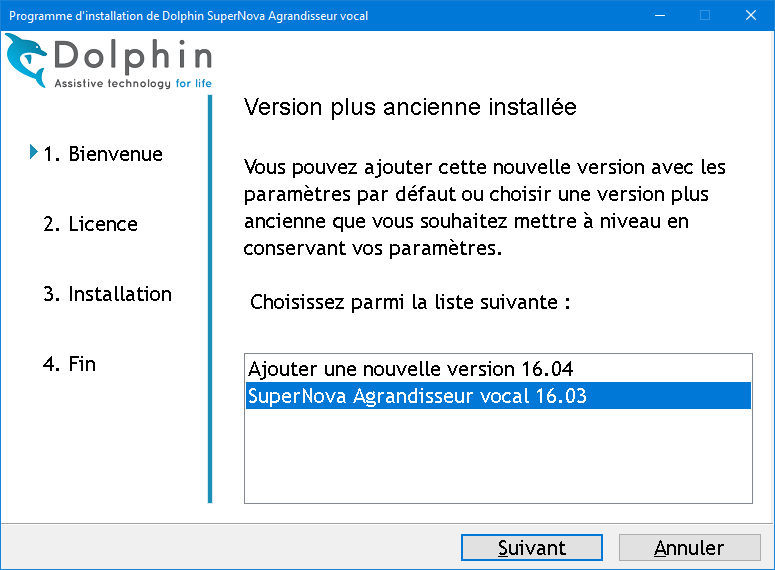 Programme d'installation de Dolphin SuperNova Agrandisseur vocal
Dolphin
Assistive technology for life
1. Bienvenue
2. Licence
3. Installation
4. Fin
Version plus ancienne installée
Vous pouvez ajouter cette nouvelle version avec les
paramètres par défaut ou choisir une version plus
ancienne que vous souhaitez mettre à niveau en
conservant vos paramètres.
Choisissez parmi la liste suivante :
Ajouter une nouvelle version 16.04
SuperNova Agrandisseur vocal 16.03
Suivant
Annuler